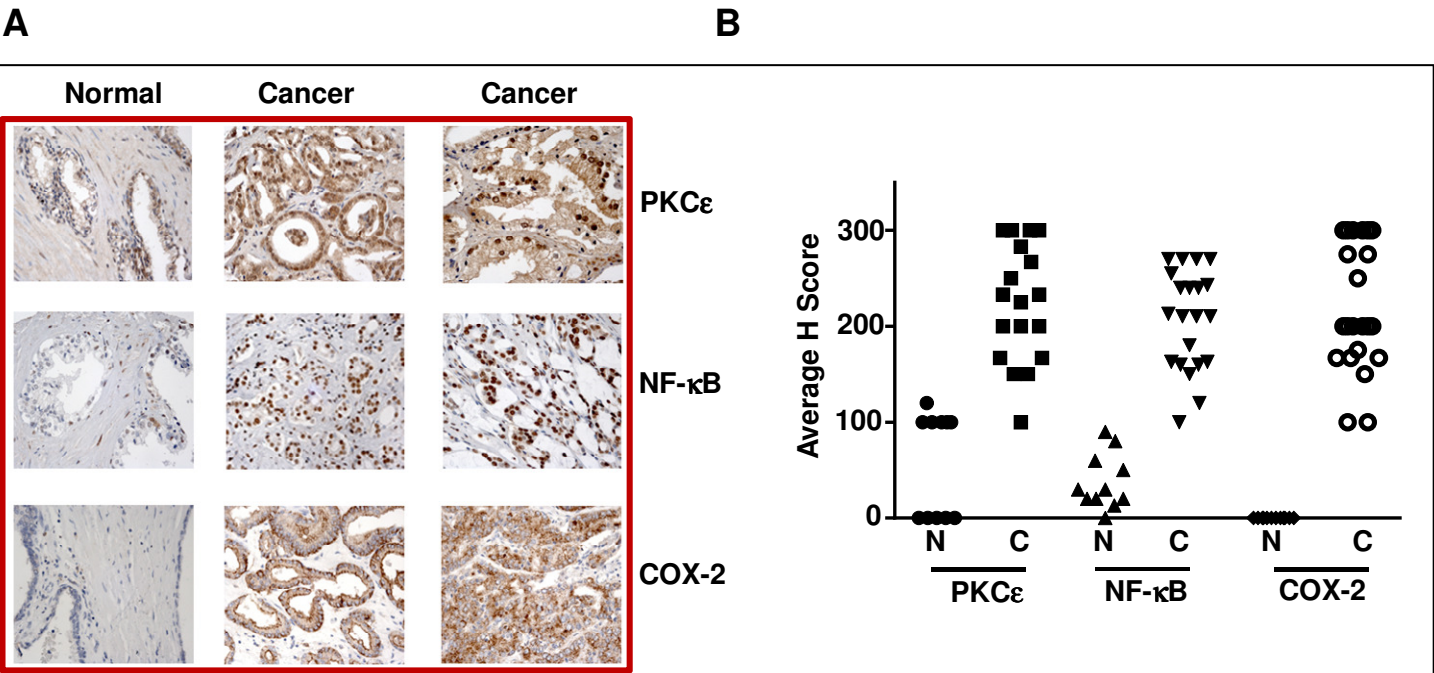 A
B
Normal Cancer Cancer
PKCε
NF-κB
COX-2
Average H Score
300
200
100
0
N C N C N C
PKCε NF-κB COX-2